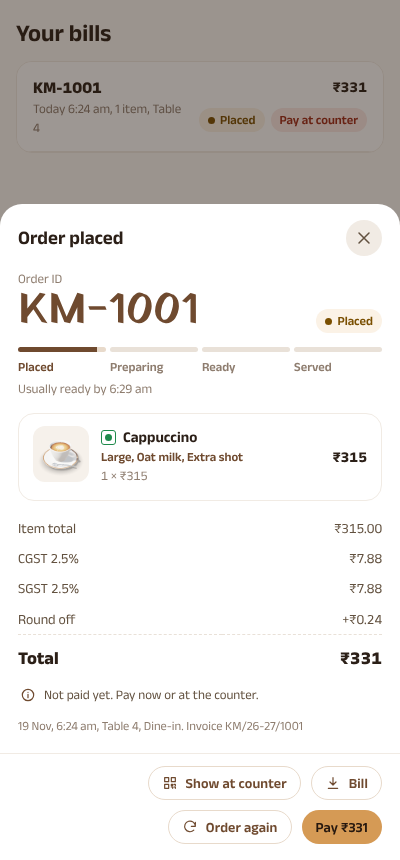 Your bills
KM-1001
₹331
Today 6:24 am, 1 item, Table
4
Placed
Pay at counter
Order placed
Order ID
KM-1001
Placed
Placed
Preparing
Ready
Served
Usually ready by 6:29 am
Cappuccino
Large, Oat milk, Extra shot
₹315
1 × ₹315
Item total
₹315.00
CGST 2.5%
₹7.88
SGST 2.5%
₹7.88
Round off
+₹0.24
Total
₹331
Not paid yet. Pay now or at the counter.
19 Nov, 6:24 am, Table 4, Dine-in. Invoice KM/26-27/1001
Show at counter
Bill
Order again
Pay ₹331